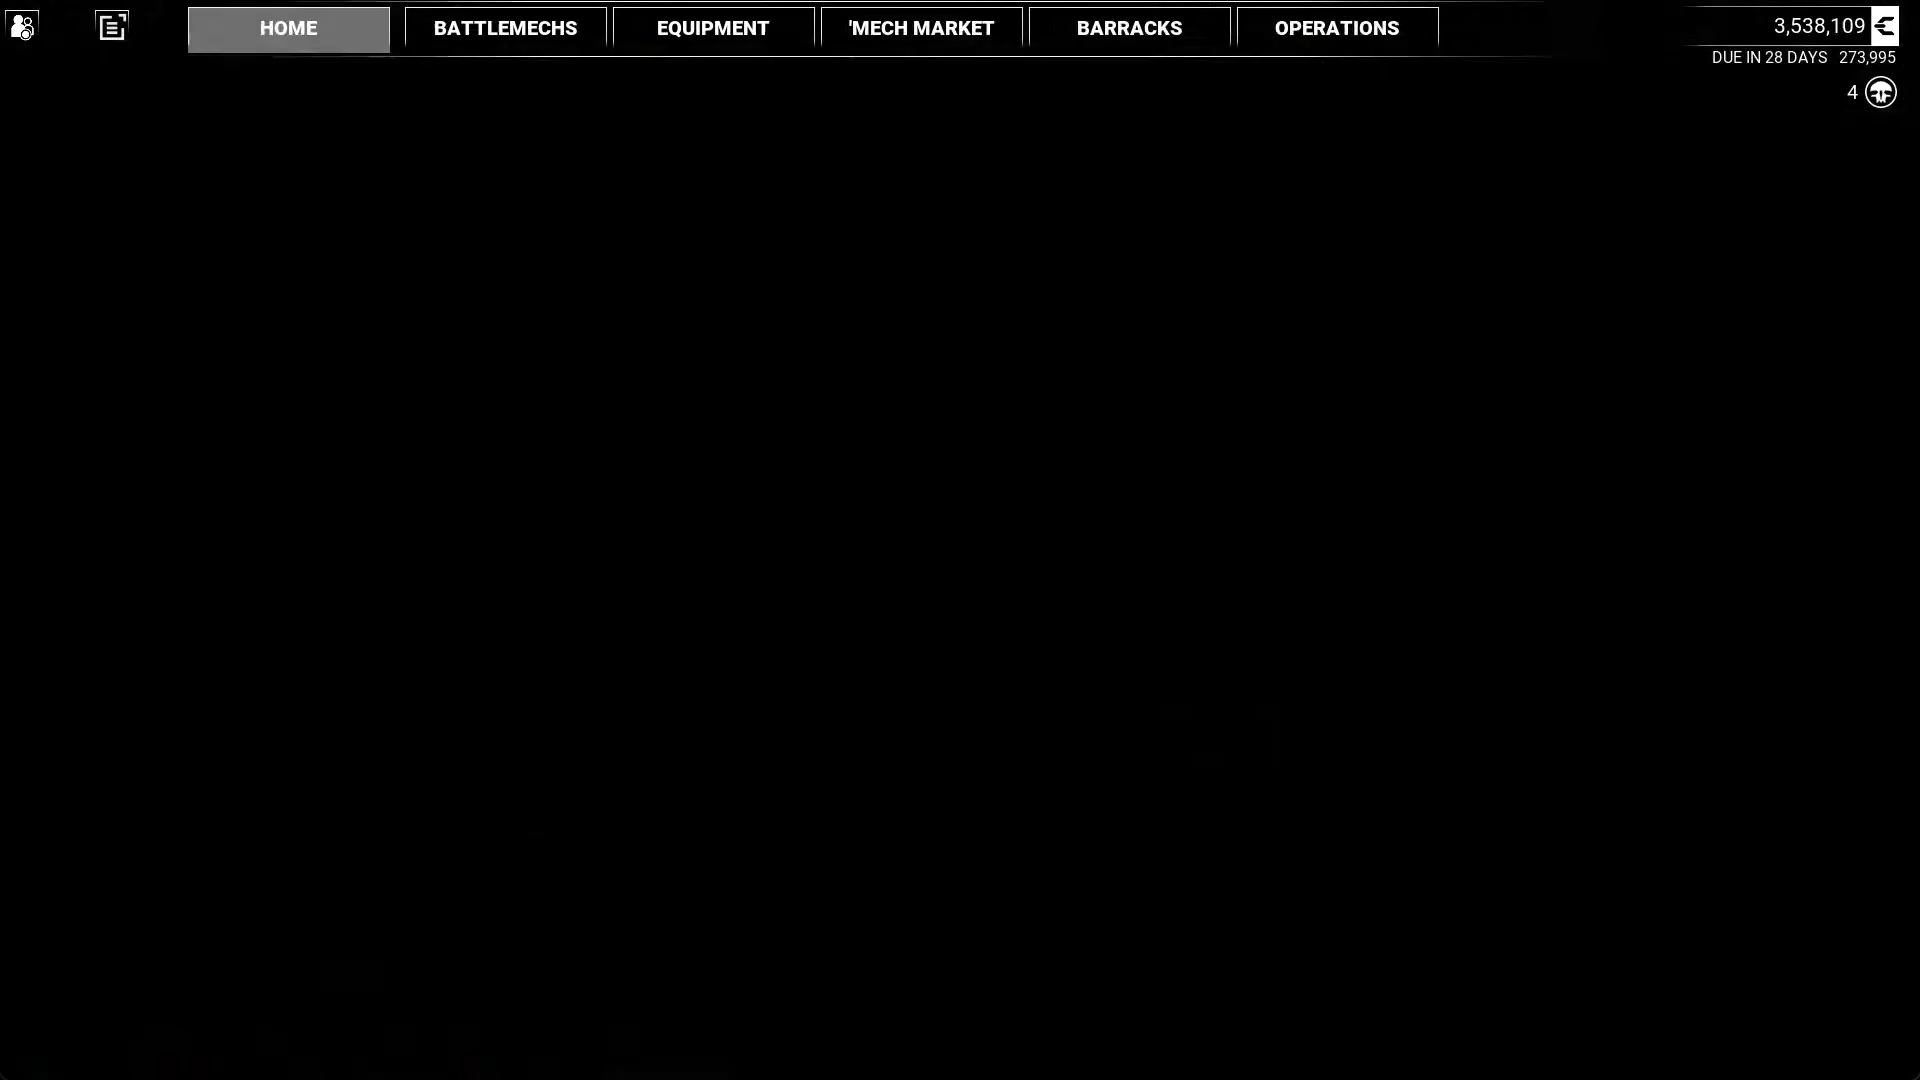 HOME
BATTLEMECHS
EQUIPMENT
'MECH MARKET
BARRACKS
OPERATIONS
3,538,109
DUE IN 28 DAYS 273,995
4